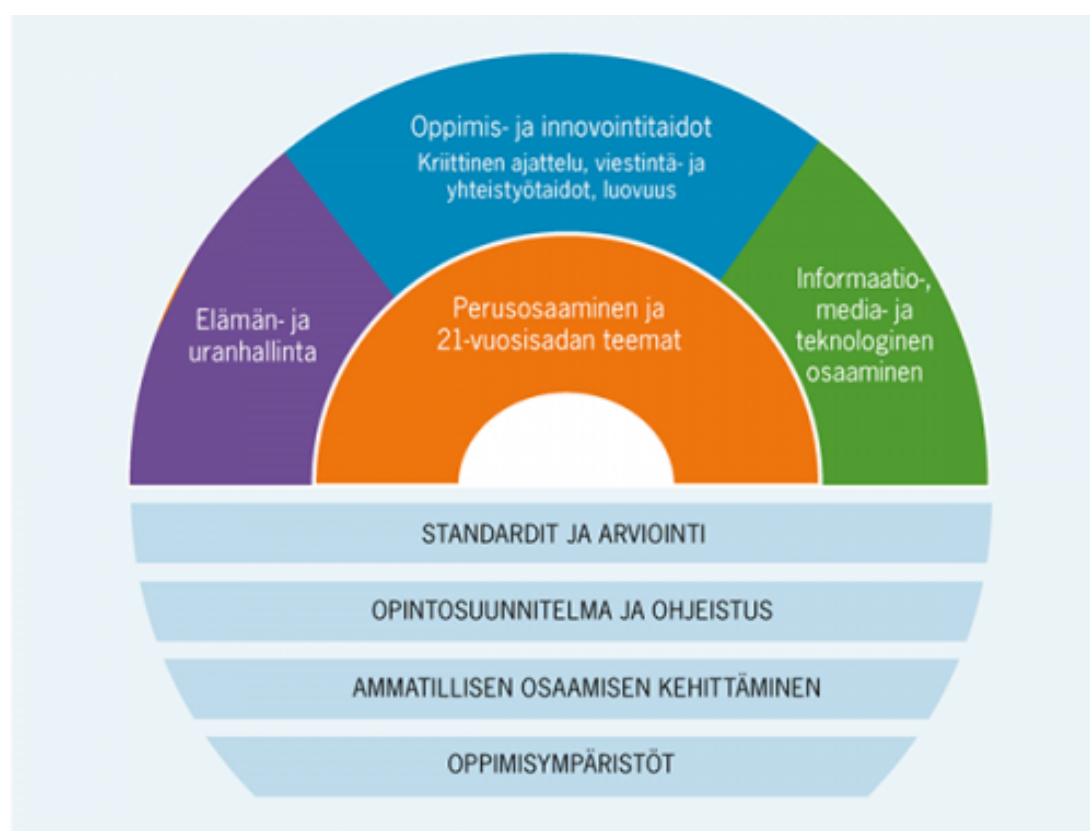 Oppimis- ja innovointitaidot
Kriittinen ajattelu, viestintä- ja
yhteistyötaidot, luovuus
Elämän- ja
uranhallinta
Perusosaaminen ja
21-vuosisadan teemat
Informaatio-,
media- ja
teknologinen
osaaminen
STANDARDIT JA ARVIOINTI
OPINTOSUUNNITELMA JA OHJEISTUS
AMMATILLISEN OSAAMISEN KEHITTÄMINEN
OPPIMISYMPÄRISTÖT